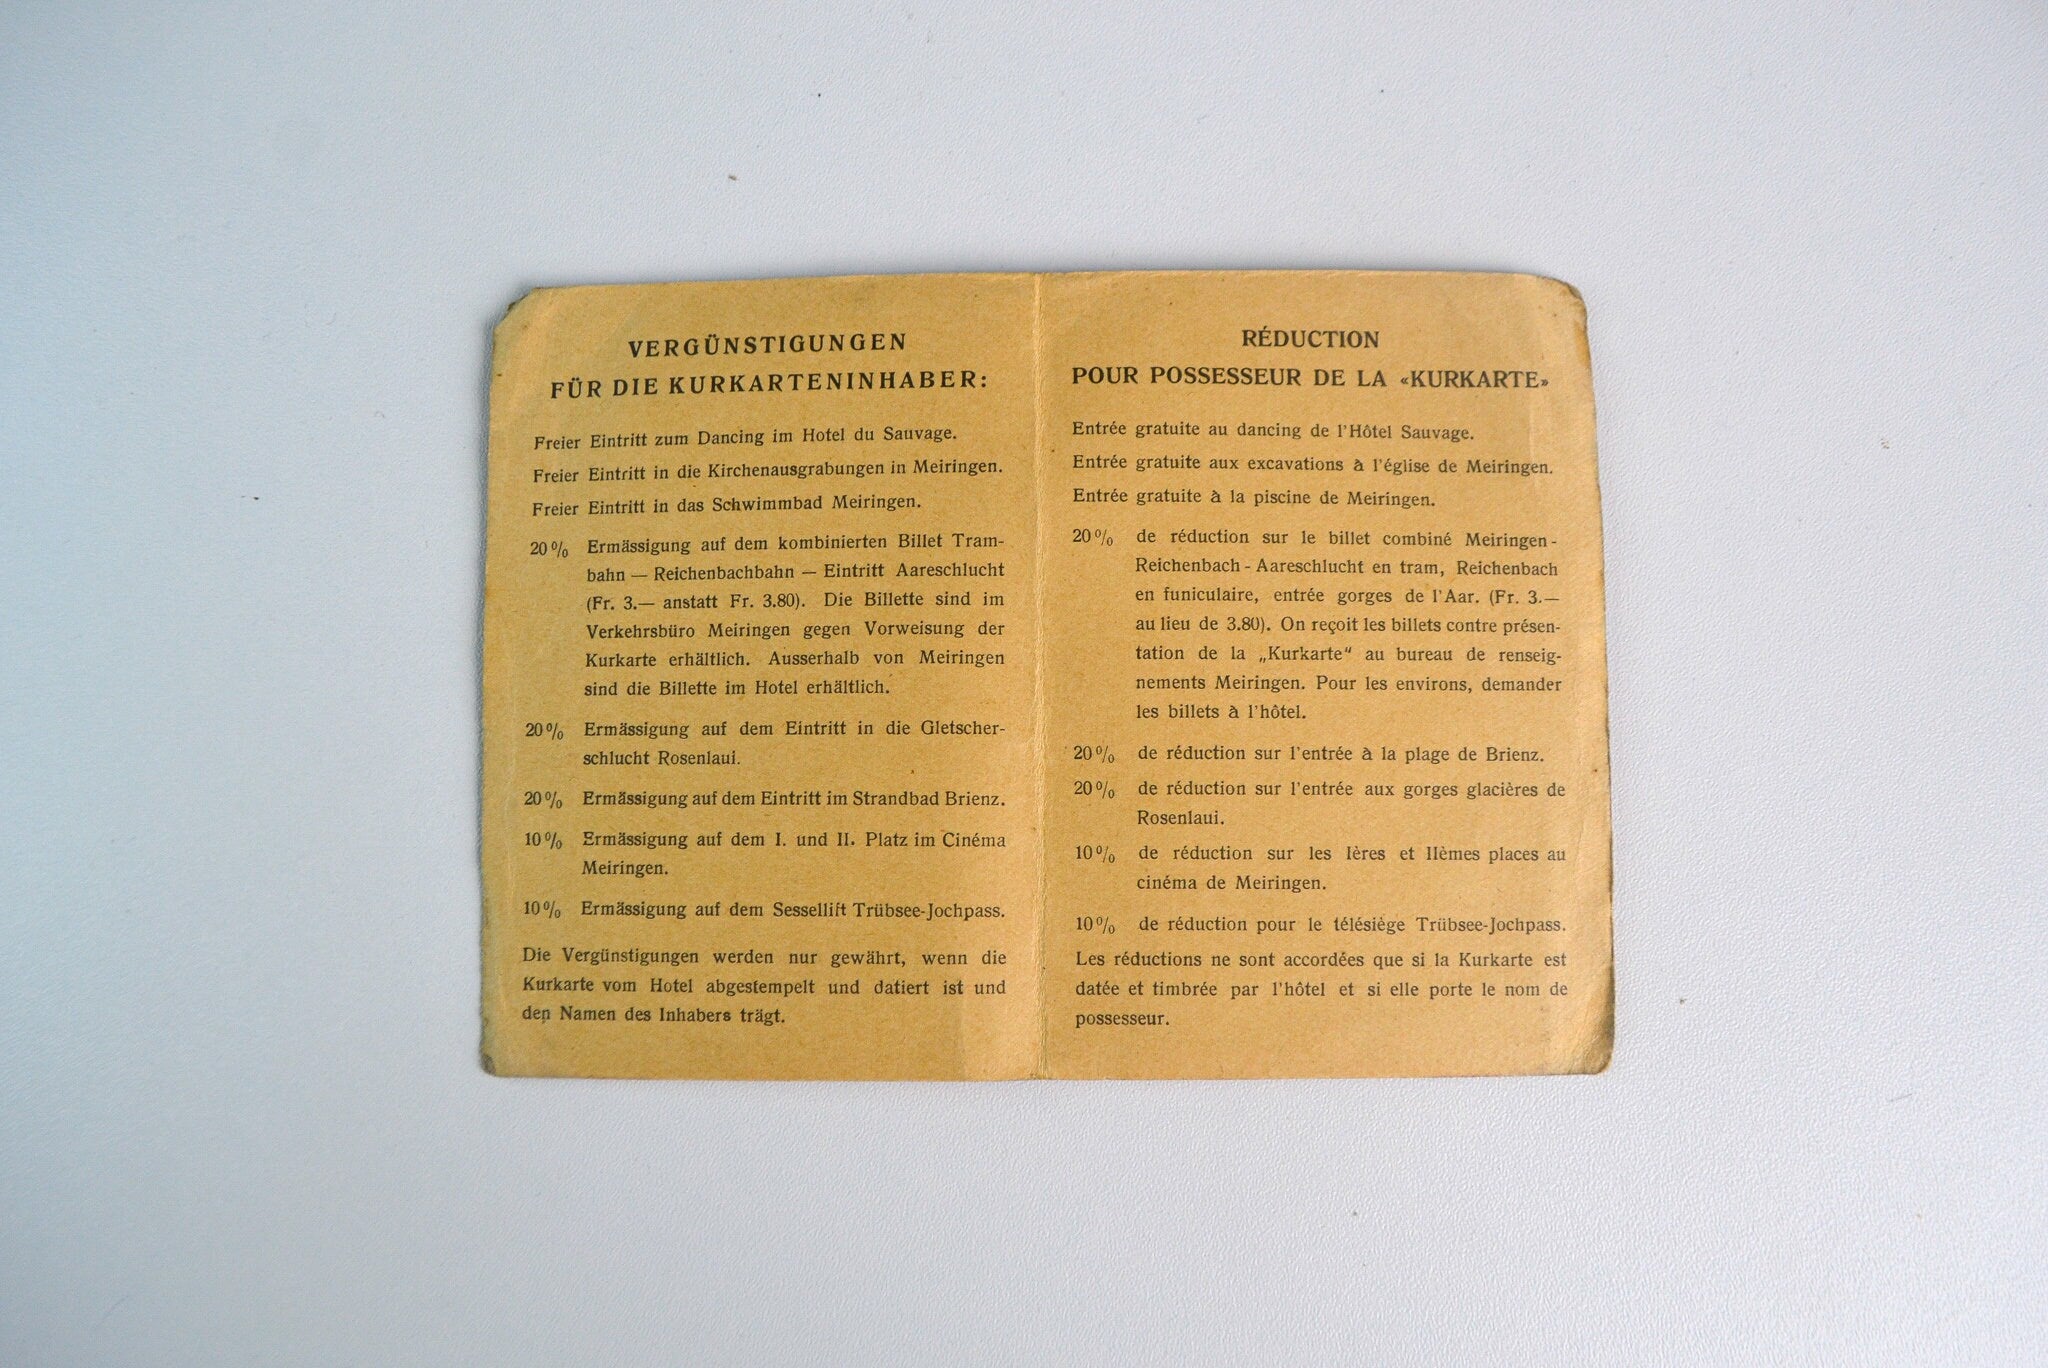 VERGÜNSTIGUNGEN
FÜR DIE KURKARTENINHABER:
Freier Eintritt zum Dancing im Hotel du Sauvage.
Freier Eintritt in die Kirchenausgrabungen in Meiringen.
Freier Eintritt in das Schwimmbad Meiringen.
20% Ermässigung auf dem kombinierten Billet Tram-
bahn — Reichenbachbahn — Eintritt Aareschlucht
(Fr. 3.— anstatt Fr. 3.80). Die Billette sind im
Verkehrsbüro Meiringen gegen Vorweisung der
Kurkarte erhältlich. Ausserhalb von Meiringen
sind die Billette im Hotel erhältlich.
20% Ermässigung auf dem Eintritt in die Gletscher-
schlucht Rosenlaui.
20% Ermässigung auf dem Eintritt im Strandbad Brienz.
10% Ermässigung auf dem I. und II. Platz im Cinéma
Meiringen.
10% Ermässigung auf dem Sessellift Trübsee-Jochpass.
Die Vergünstigungen werden nur gewährt, wenn die
Kurkarte vom Hotel abgestempelt und datiert ist und
den Namen des Inhabers trägt.
RÉDUCTION
POUR POSSESSEUR DE LA «KURKARTE»
Entrée gratuite au dancing de l'Hôtel Sauvage.
Entrée gratuite aux excavations à l'église de Meiringen.
Entrée gratuite à la piscine de Meiringen.
20% de réduction sur le billet combiné Meiringen-
Reichenbach - Aareschlucht en tram, Reichenbach
en funiculaire, entrée gorges de l'Aar. (Fr. 3.—
au lieu de 3.80). On reçoit les billets contre présen-
tation de la „Kurkarte" au bureau de renseig-
nements Meiringen. Pour les environs, demander
les billets à l'hôtel.
20% de réduction sur l'entrée à la plage de Brienz.
20% de réduction sur l'entrée aux gorges glacières de
Rosenlaui.
10% de réduction sur les Ières et IIèmes places au
cinéma de Meiringen.
10% de réduction pour le télésiège Trübsee-Jochpass.
Les réductions ne sont accordées que si la Kurkarte est
datée et timbrée par l'hôtel et si elle porte le nom de
possesseur.